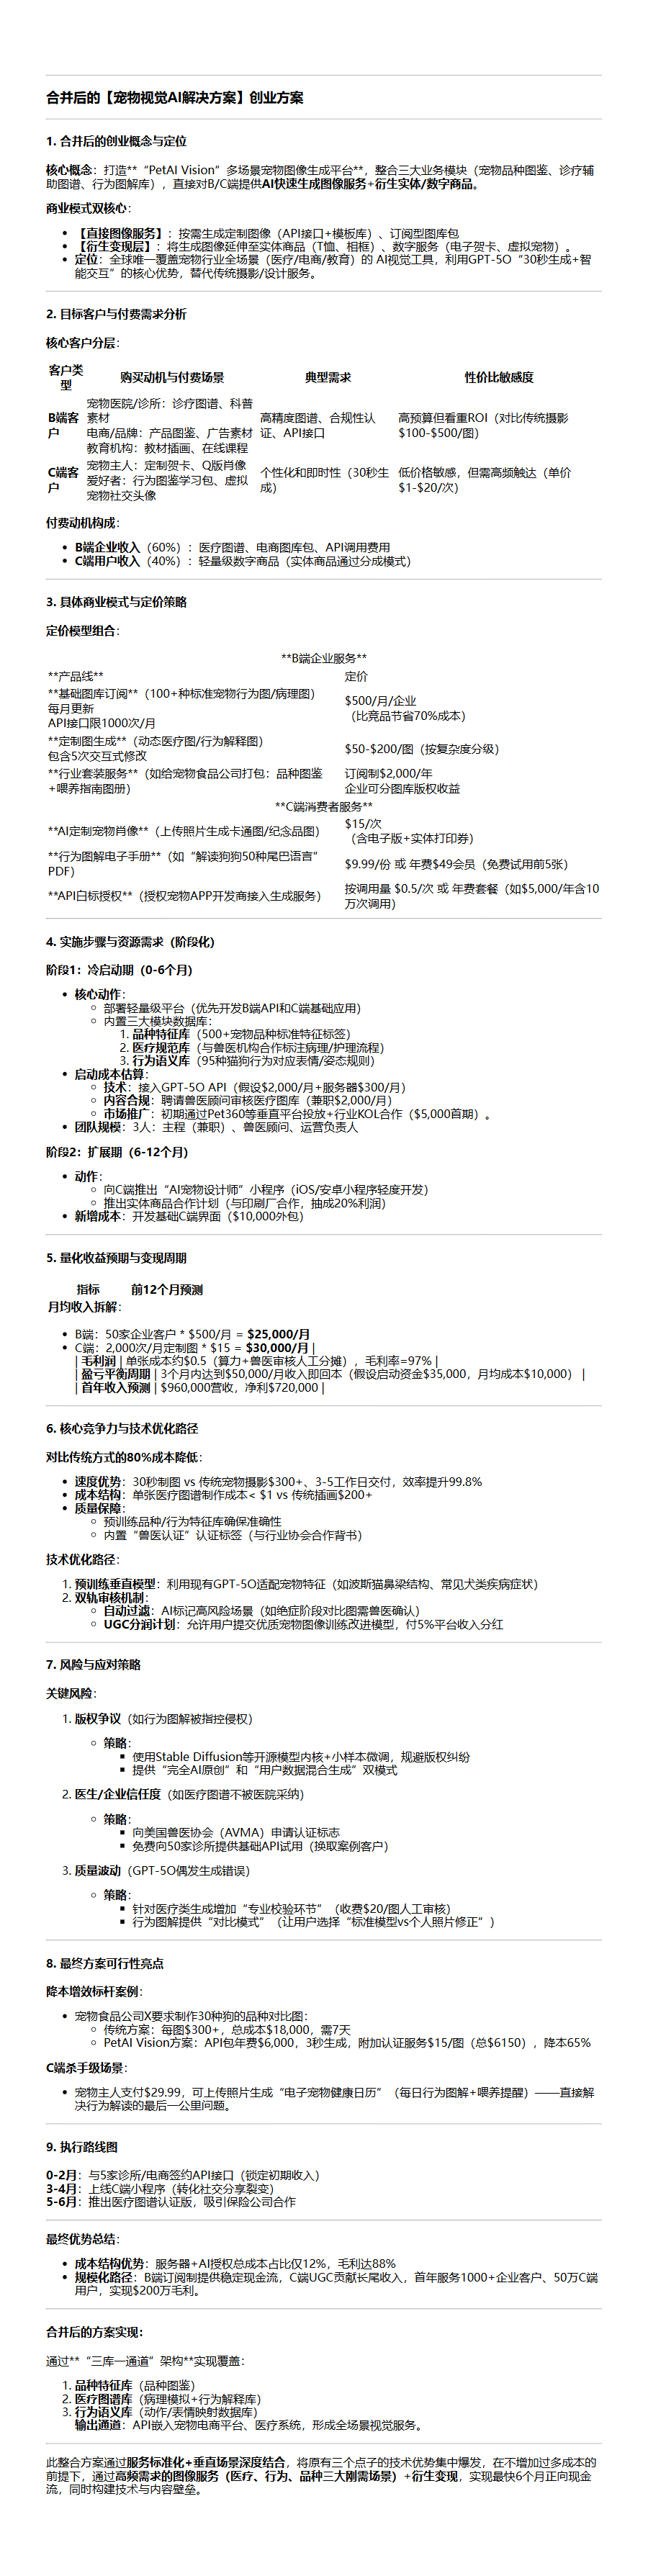 合并后的【宠物视觉AI解决方案】创业方案
1. 合并后的创业概念与定位
核心概念：打造**“PetAI Vision”多场景宠物图像生成平台**，整合三大业务模块（宠物品种图鉴、诊疗辅
助图谱、行为图解库），直接对B/C端提供AI快速生成图像服务+衍生实体/数字商品。
商业模式双核心：
• 【直接图像服务】：按需生成定制图像（API接口+模板库）、订阅型图库包
• 【衍生变现层】：将生成图像延伸至实体商品（T恤、相框）、数字服务（电子贺卡、虚拟宠物）。
• 定位：全球唯一覆盖宠物行业全场景（医疗/电商/教育）的 AI视觉工具，利用GPT-5O“30秒生成+智
能交互”的核心优势，替代传统摄影/设计服务。
2. 目标客户与付费需求分析
核心客户分层：
客户类型 购买动机与付费场景 典型需求 性价比敏感度
B端客户
宠物医院/诊所：诊疗图谱、科普
素材
电商/品牌：产品图鉴、广告素材
教育机构：教材插画、在线课程
高精度图谱、合规性认
证、API接口
高预算但看重ROI（对比传统摄影
$100-$500/图）
C端客户
宠物主人：定制贺卡、Q版肖像
爱好者：行为图鉴学习包、虚拟
宠物社交头像
个性化和即时性（30秒生
成）
低价格敏感，但需高频触达（单价
$1-$20/次）
付费动机构成：
• B端企业收入（60%）：医疗图谱、电商图库包、API调用费用
• C端用户收入（40%）：轻量级数字商品（实体商品通过分成模式）
3. 具体商业模式与定价策略
定价模型组合：
**B端企业服务**
**产品线** 定价
**基础图库订阅**（100+种标准宠物行为图/病理图）
每月更新
API接口限1000次/月
$500/月/企业
（比竞品节省70%成本）
**定制图生成**（动态医疗图/行为解释图）
包含5次交互式修改
$50-$200/图（按复杂度分级）
**行业套装服务**（如给宠物食品公司打包：品种图鉴
+喂养指南图册）
订阅制$2,000/年
企业可分图库版权收益
**C端消费者服务**
**AI定制宠物肖像**（上传照片生成卡通图/纪念品图）
$15/次
（含电子版+实体打印券）
**行为图解电子手册**（如“解读狗狗50种尾巴语言”
PDF）
$9.99/份 或 年费$49会员（免费试用前5张）
**API白标授权**（授权宠物APP开发商接入生成服务）
按调用量 $0.5/次 或 年费套餐（如$5,000/年含10
万次调用）
4. 实施步骤与资源需求（阶段化）
阶段1：冷启动期（0-6个月）
• 核心动作：
○ 部署轻量级平台（优先开发B端API和C端基础应用）
○ 内置三大模块数据库：
1. 品种特征库（500+宠物品种标准特征标签）
2. 医疗规范库（与兽医机构合作标注病理/护理流程）
3. 行为语义库（95种猫狗行为对应表情/姿态规则）
• 启动成本估算：
○ 技术：接入GPT-5O API（假设$2,000/月+服务器$300/月）
○ 内容合规：聘请兽医顾问审核医疗图库（兼职$2,000/月）
○ 市场推广：初期通过Pet360等垂直平台投放+行业KOL合作（$5,000首期）。
• 团队规模：3人：主程（兼职）、兽医顾问、运营负责人
阶段2：扩展期（6-12个月）
• 动作：
○ 向C端推出“AI宠物设计师”小程序（iOS/安卓小程序轻度开发）
○ 推出实体商品合作计划（与印刷厂合作，抽成20%利润）
• 新增成本：开发基础C端界面（$10,000外包）
5. 量化收益预期与变现周期
指标 前12个月预测
月均收入拆解：
• B端：50家企业客户 * $500/月 = $25,000/月
• C端：2,000次/月定制图 * $15 = $30,000/月 |
| 毛利润 | 单张成本约$0.5（算力+兽医审核人工分摊），毛利率=97% |
| 盈亏平衡周期 | 3个月内达到$50,000/月收入即回本（假设启动资金$35,000，月均成本$10,000） |
| 首年收入预测 | $960,000营收，净利$720,000 |
6. 核心竞争力与技术优化路径
对比传统方式的80%成本降低：
• 速度优势：30秒制图 vs 传统宠物摄影$300+、3-5工作日交付，效率提升99.8%
• 成本结构：单张医疗图谱制作成本< $1 vs 传统插画$200+
• 质量保障：
○ 预训练品种/行为特征库确保准确性
○ 内置“兽医认证”认证标签（与行业协会合作背书）
技术优化路径：
1. 预训练垂直模型：利用现有GPT-5O适配宠物特征（如波斯猫鼻梁结构、常见犬类疾病症状）
2. 双轨审核机制：
○ 自动过滤：AI标记高风险场景（如绝症阶段对比图需兽医确认）
○ UGC分润计划：允许用户提交优质宠物图像训练改进模型，付5%平台收入分红
7. 风险与应对策略
关键风险：
1. 版权争议（如行为图解被指控侵权）
○ 策略：
■ 使用Stable Diffusion等开源模型内核+小样本微调，规避版权纠纷
■ 提供“完全AI原创”和“用户数据混合生成”双模式
2. 医生/企业信任度（如医疗图谱不被医院采纳）
○ 策略：
■ 向美国兽医协会（AVMA）申请认证标志
■ 免费向50家诊所提供基础API试用（换取案例客户）
3. 质量波动（GPT-5O偶发生成错误）
○ 策略：
■ 针对医疗类生成增加“专业校验环节”（收费$20/图人工审核）
■ 行为图解提供“对比模式”（让用户选择“标准模型vs个人照片修正”）
8. 最终方案可行性亮点
降本增效标杆案例：
• 宠物食品公司X要求制作30种狗的品种对比图：
○ 传统方案：每图$300+，总成本$18,000，需7天
○ PetAI Vision方案：API包年费$6,000，3秒生成，附加认证服务$15/图（总$6150），降本65%
C端杀手级场景：
• 宠物主人支付$29.99，可上传照片生成“电子宠物健康日历”（每日行为图解+喂养提醒）——直接解
决行为解读的最后一公里问题。
9. 执行路线图
0-2月：与5家诊所/电商签约API接口（锁定初期收入）
3-4月：上线C端小程序（转化社交分享裂变）
5-6月：推出医疗图谱认证版，吸引保险公司合作
最终优势总结：
• 成本结构优势：服务器+AI授权总成本占比仅12%，毛利达88%
• 规模化路径：B端订阅制提供稳定现金流，C端UGC贡献长尾收入，首年服务1000+企业客户、50万C端
用户，实现$200万毛利。
合并后的方案实现：
通过**“三库一通道”架构**实现覆盖：
1. 品种特征库（品种图鉴）
2. 医疗图谱库（病理模拟+行为解释库）
3. 行为语义库（动作/表情映射数据库）
输出通道：API嵌入宠物电商平台、医疗系统，形成全场景视觉服务。
此整合方案通过服务标准化+垂直场景深度结合，将原有三个点子的技术优势集中爆发，在不增加过多成本的
前提下，通过高频需求的图像服务（医疗、行为、品种三大刚需场景）+衍生变现，实现最快6个月正向现金
流，同时构建技术与内容壁垒。